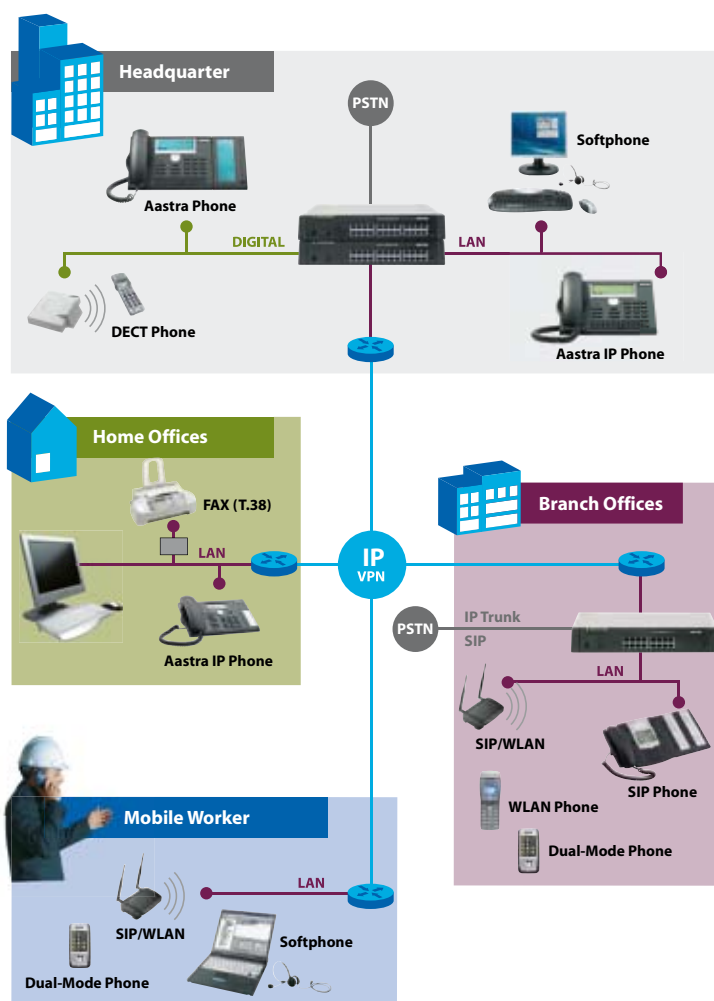 Headquarter
PSTN
Softphone
Aastra Phone
DIGITAL
LAN
DECT Phone
Aastra IP Phone
Home Offices
FAX (T.38)
LAN
Aastra IP Phone
IP
VPN
Branch Offices
PSTN
IP Trunk
SIP
LAN
SIP/WLAN
SIP Phone
WLAN Phone
Dual-Mode Phone
Mobile Worker
LAN
SIP/WLAN
Softphone
Dual-Mode Phone